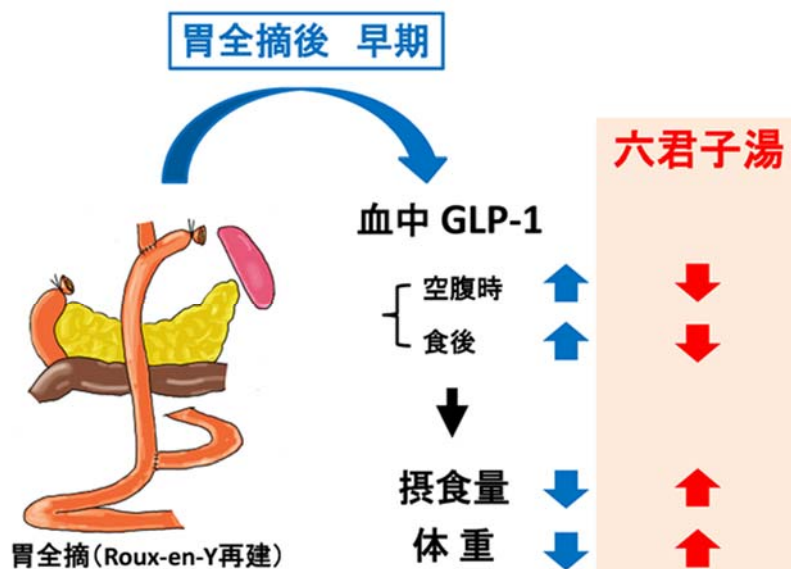 胃全摘後 早期
六君子湯
血中 GLP-1
空腹時
食後
摂食量
体 重
胃全摘(Roux-en-Y再建)